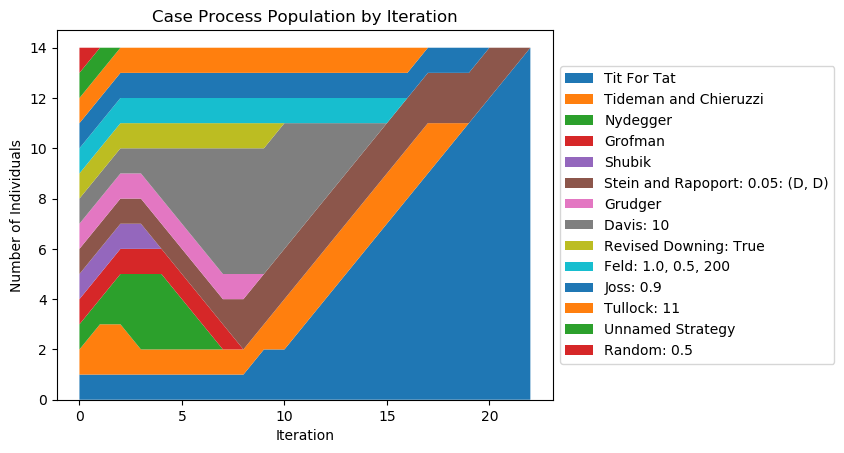 Case Process Population by Iteration
Number of Individuals
14
12
10
8
6
4
2
0
0 5 10 15 20
Iteration
Tit For Tat
Tideman and Chieruzzi
Nydegger
Grofman
Shubik
Stein and Rapoport: 0.05: (D, D)
Grudger
Davis: 10
Revised Downing: True
Feld: 1.0, 0.5, 200
Joss: 0.9
Tullock: 11
Unnamed Strategy
Random: 0.5